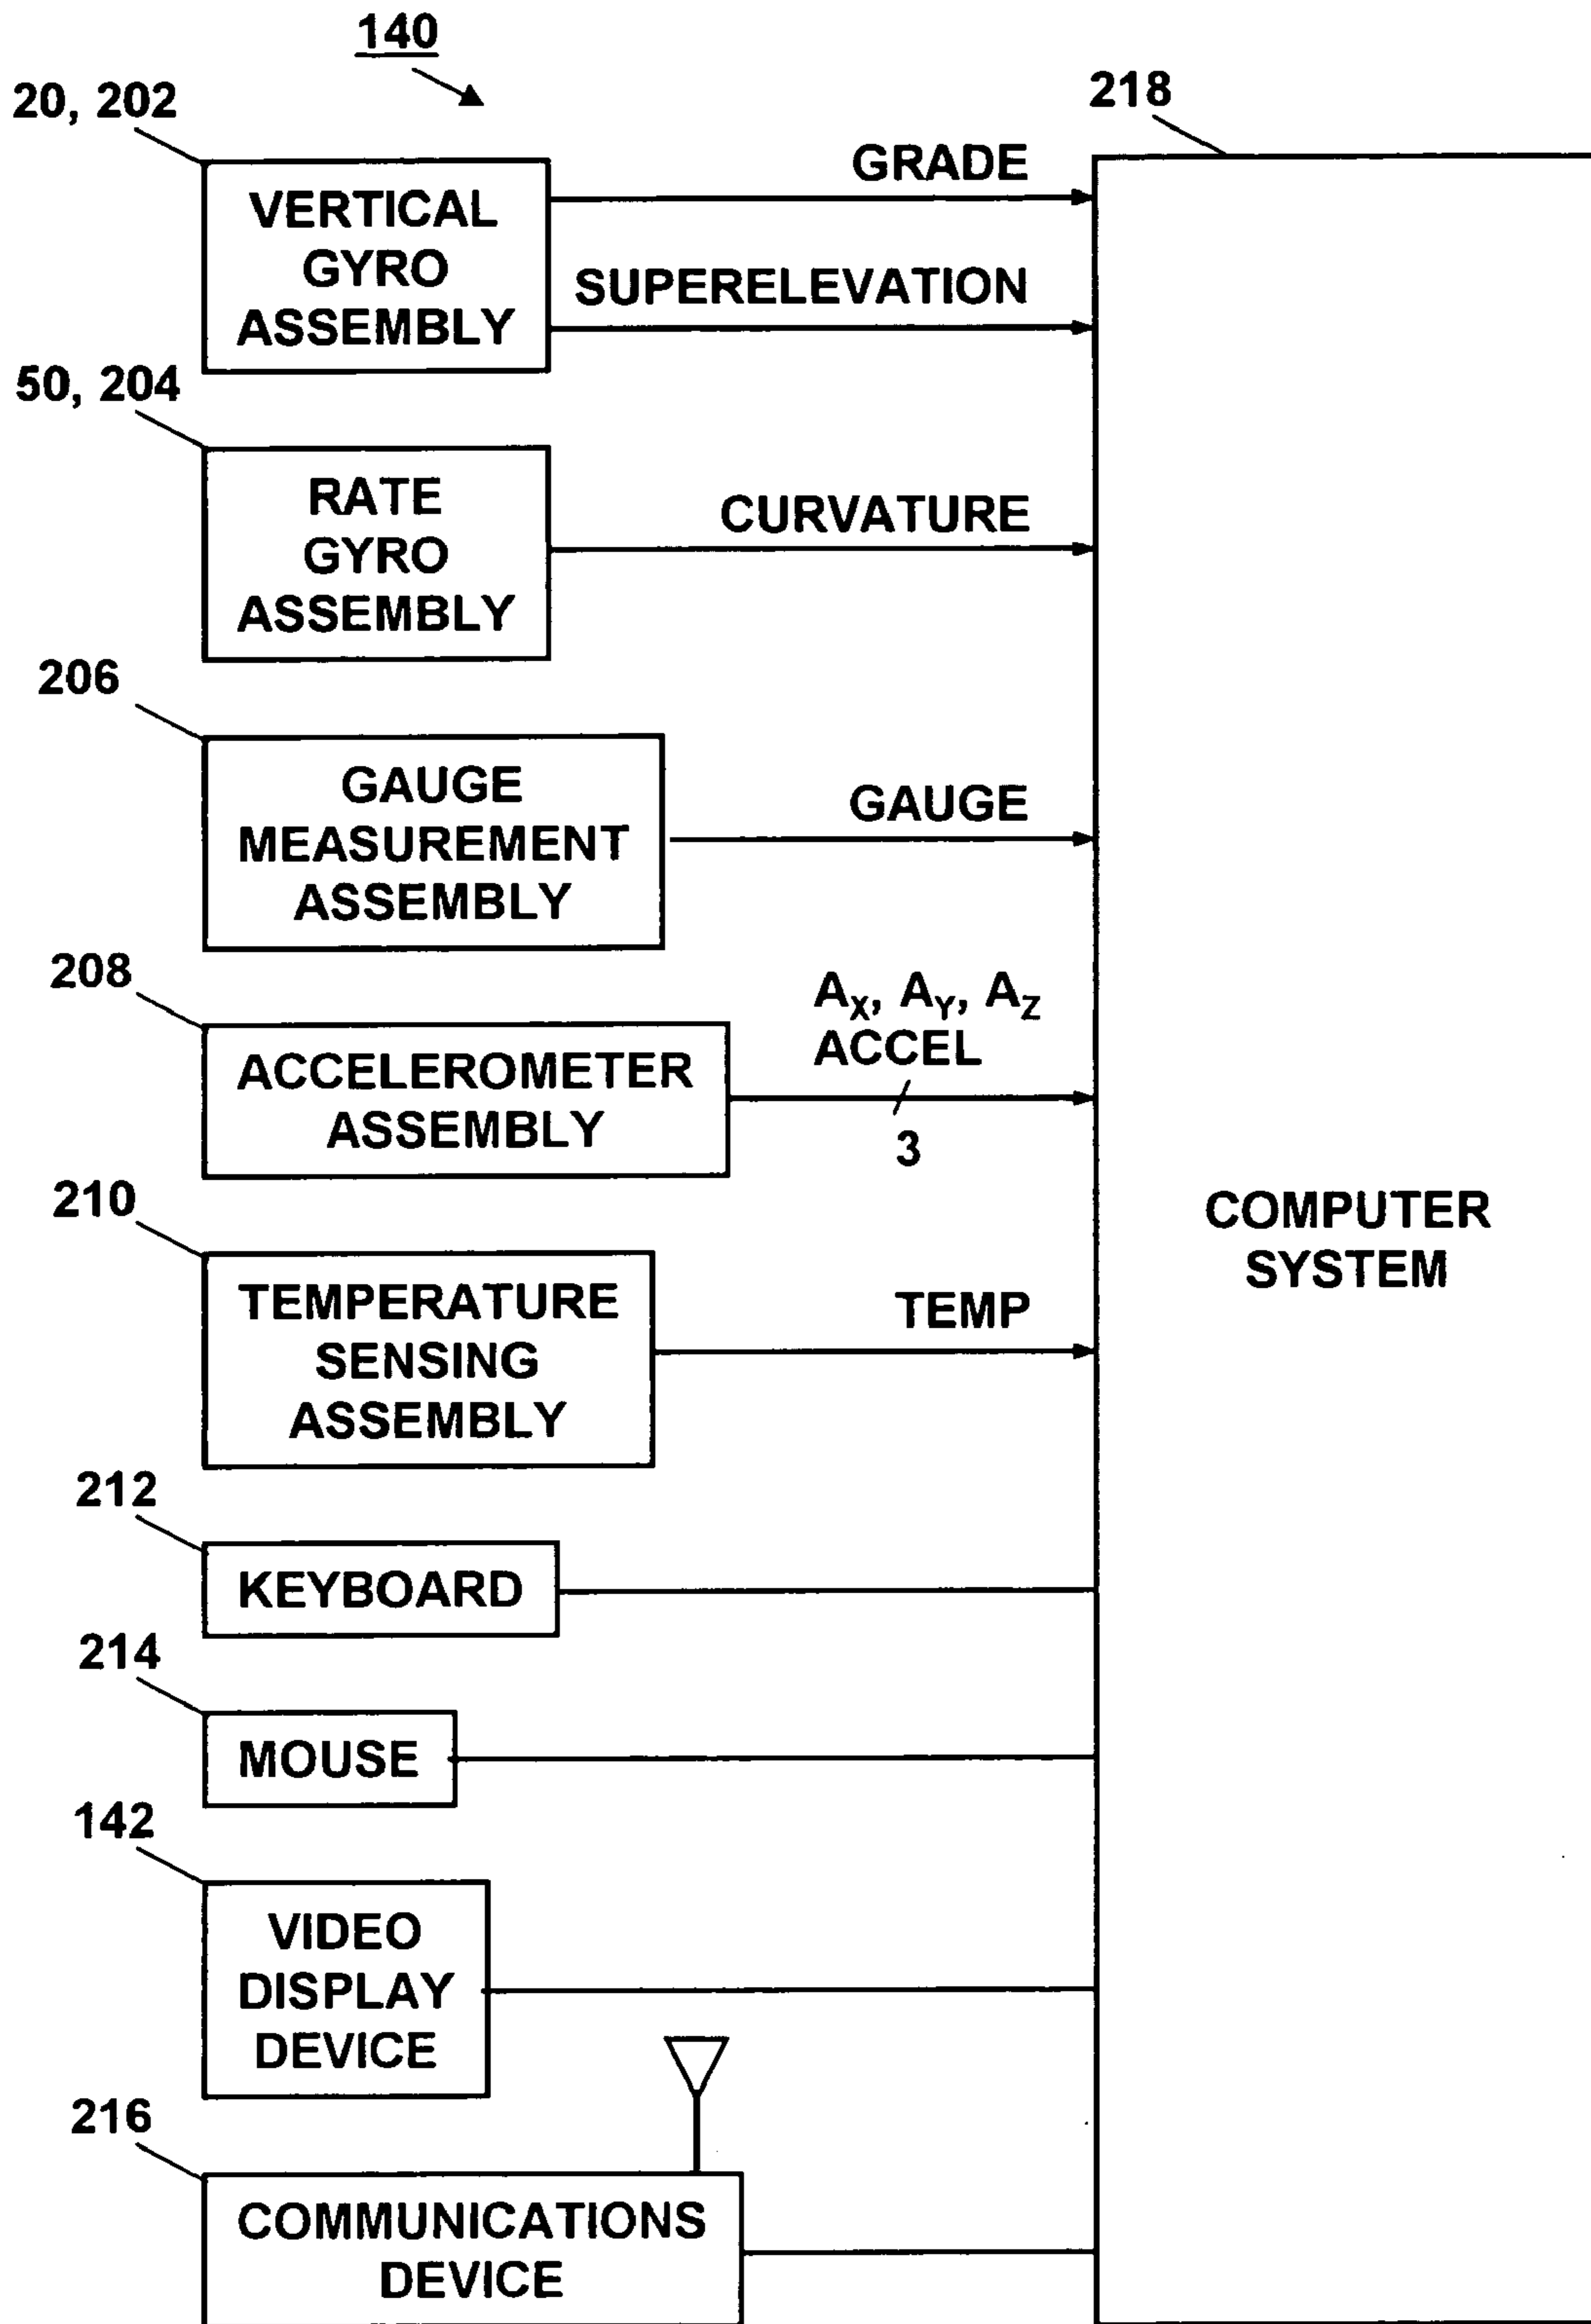 140
20, 202
218
VERTICAL
GYRO
ASSEMBLY
GRADE
SUPERELEVATION
50, 204
RATE
GYRO
ASSEMBLY
CURVATURE
206
GAUGE
MEASUREMENT
ASSEMBLY
GAUGE
208
ACCELEROMETER
ASSEMBLY
AX, AY, AZ
ACCEL
3
COMPUTER
SYSTEM
210
TEMPERATURE
SENSING
ASSEMBLY
TEMP
212
KEYBOARD
214
MOUSE
142
VIDEO
DISPLAY
DEVICE
216
COMMUNICATIONS
DEVICE